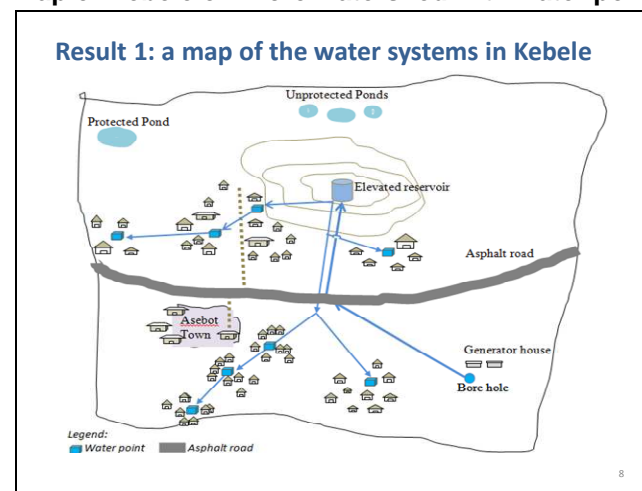 Result 1: a map of the water systems in Kebele
Unprotected Ponds
Protected Pond
Elevated reservoir
Asphalt road
Asebot
Town
Generator house
Bore hole
Legend:
Water point
Asphalt road
8